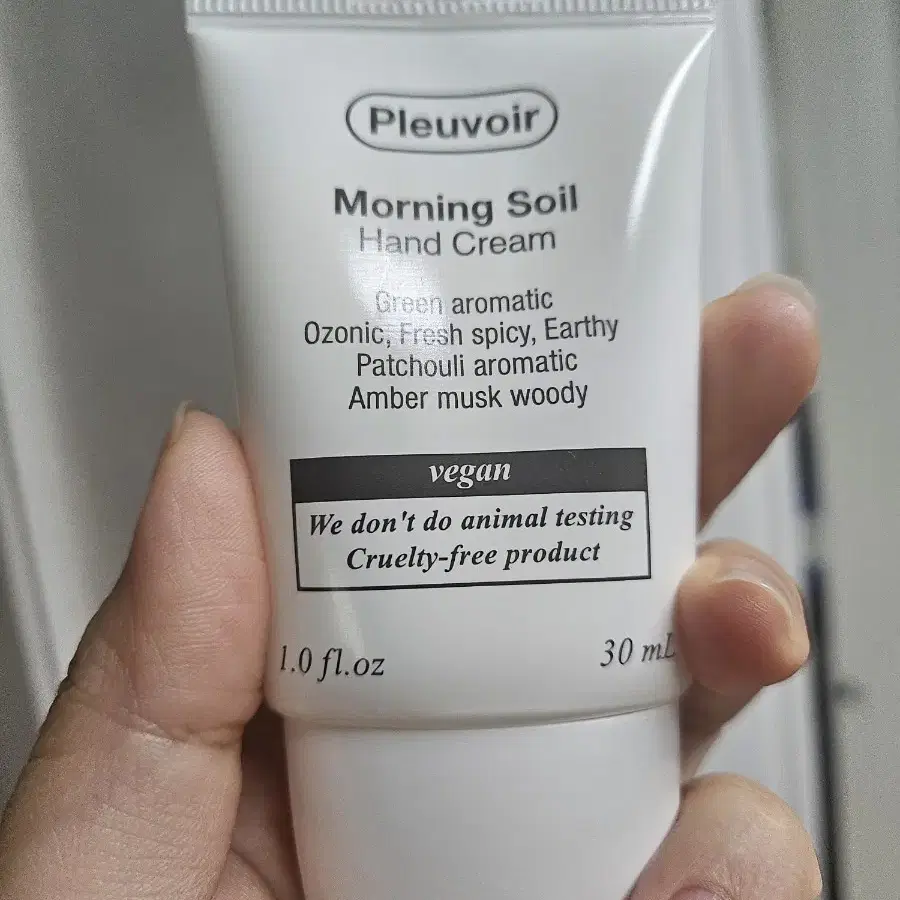 Pleuvoir
Morning Soil
Hand Cream
Green aromatic
Ozonic, Fresh spicy, Earthy
Patchouli aromatic
Amber musk woody
vegan
We don't do animal testing
Cruelty-free product
1.0 fl.oz
30 mL